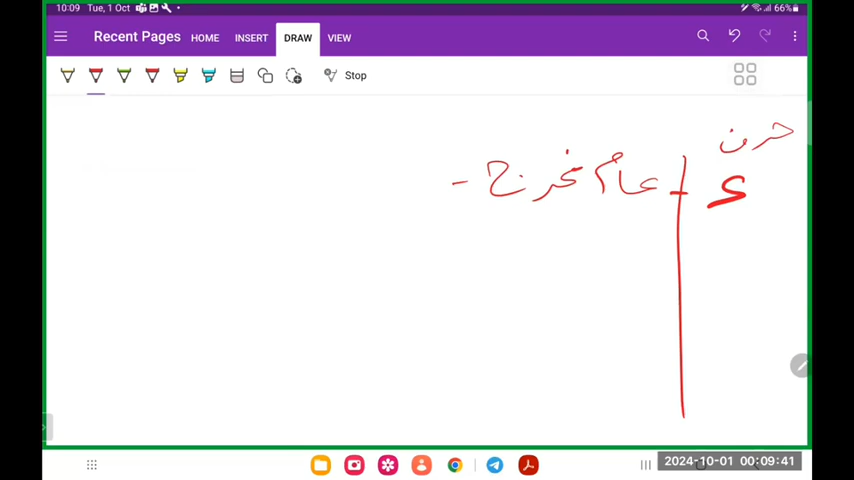 10:09 Tue, 1 Oct 66%
Recent Pages HOME INSERT DRAW VIEW
Stop
حرف
عام مخرج -
2024-10-01 00:09:41